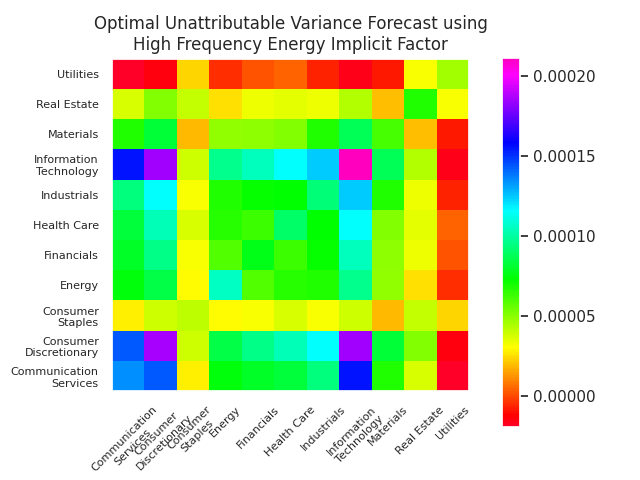 Optimal Unattributable Variance Forecast using
High Frequency Energy Implicit Factor
Utilities
Real Estate
Materials
Information
Technology
Industrials
Health Care
Financials
Energy
Consumer
Staples
Consumer
Discretionary
Communication
Services
Communication
Services
Consumer
Discretionary
Consumer
Staples
Energy
Financials
Health Care
Industrials
Information
Technology
Materials
Real Estate
Utilities
0.00020
0.00015
0.00010
0.00005
0.00000